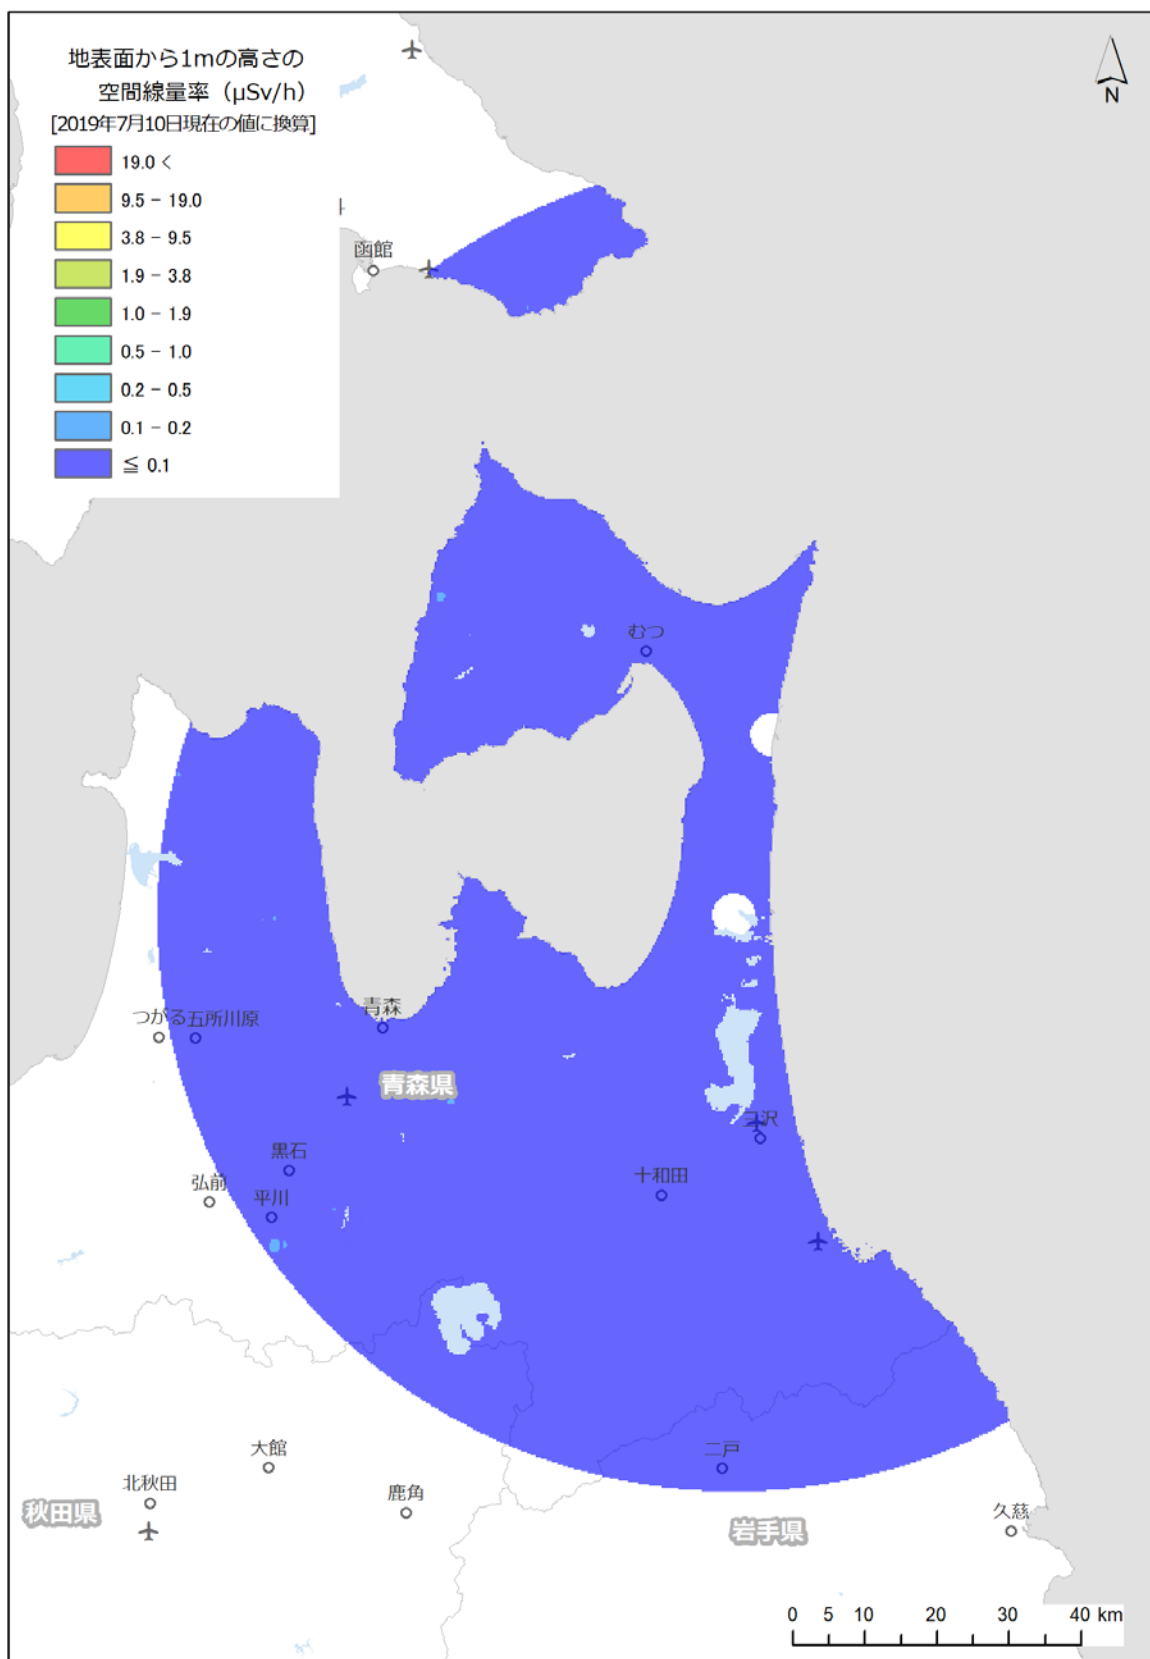 地表面から1mの高さの
空間線量率（μSv/h）
[2019年7月10日現在の値に換算]
19.0 <
9.5 − 19.0
3.8 − 9.5
1.9 − 3.8
1.0 − 1.9
0.5 − 1.0
0.2 − 0.5
0.1 − 0.2
≦ 0.1
N
函館
むつ
つがる
五所川原
青森
青森県
三沢
黒石
弘前
平川
十和田
大館
二戸
北秋田
鹿角
秋田県
岩手県
久慈
0 5 10 20 30 40 km